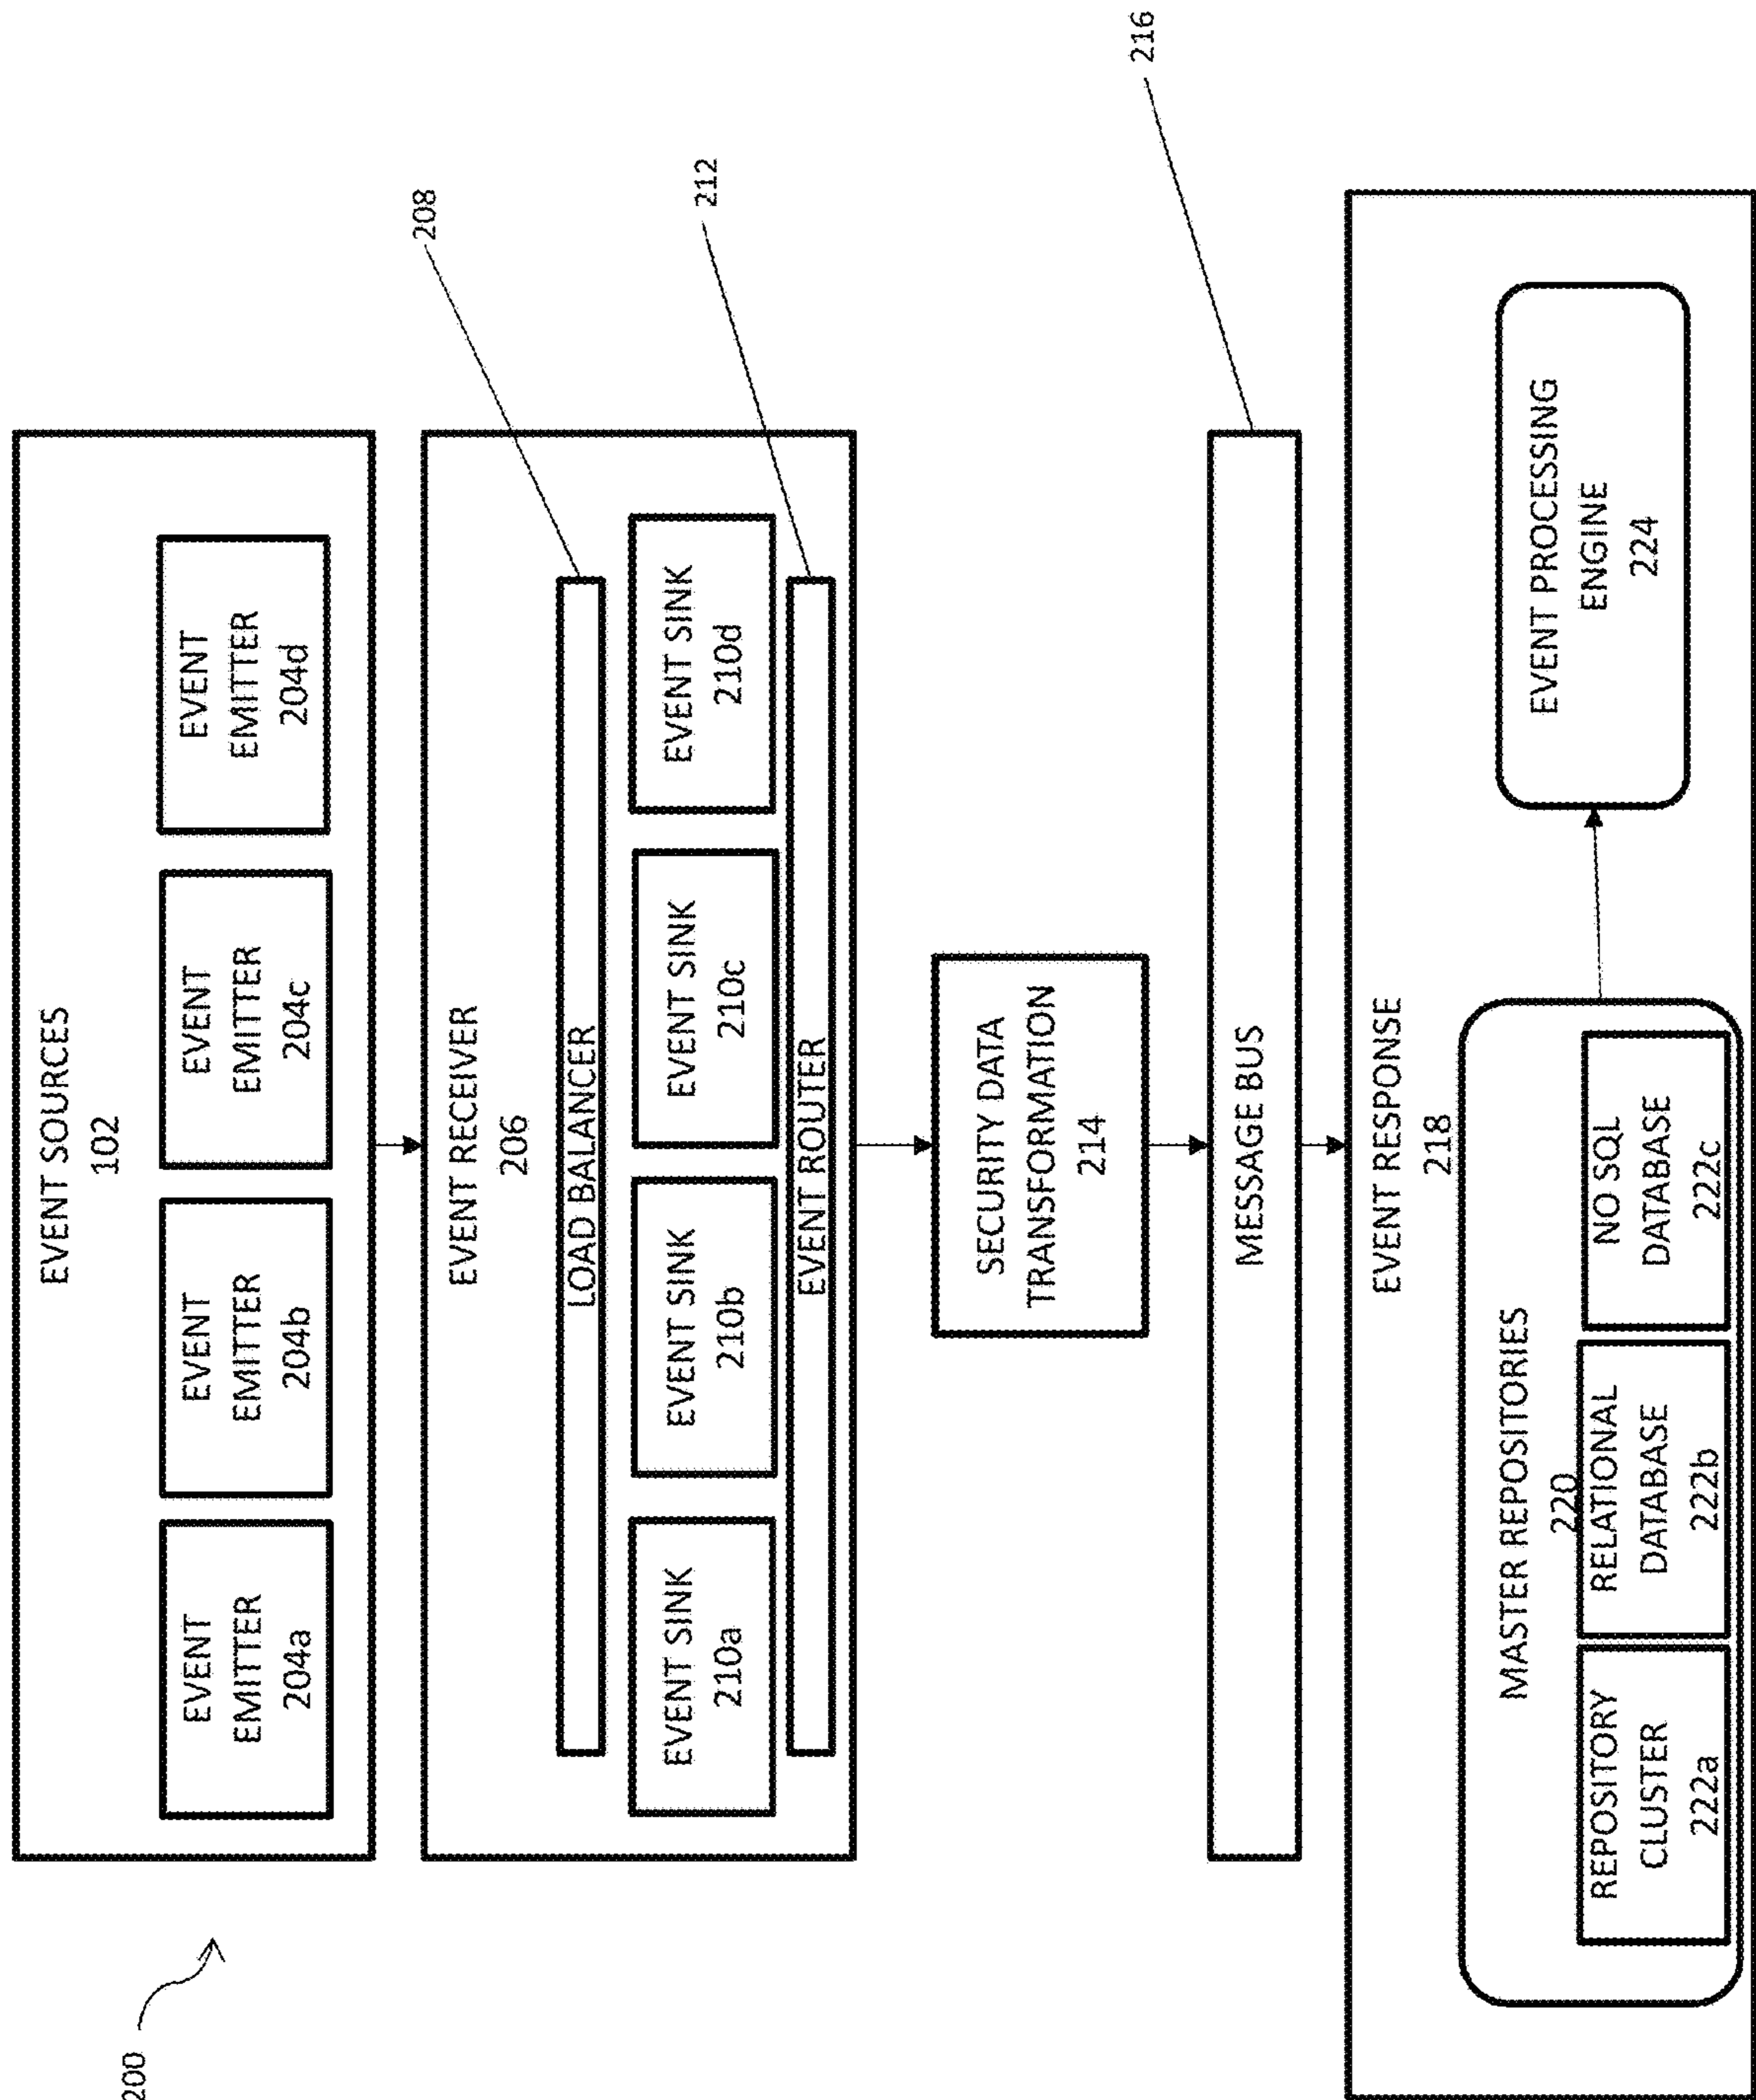 200
EVENT SOURCES
102
EVENT
EMITTER
204a
EVENT
EMITTER
204b
EVENT
EMITTER
204c
EVENT
EMITTER
204d
EVENT RECEIVER
206
208
LOAD BALANCER
EVENT SINK
210a
EVENT SINK
210b
EVENT SINK
210c
EVENT SINK
210d
212
EVENT ROUTER
SECURITY DATA
TRANSFORMATION
214
216
MESSAGE BUS
EVENT RESPONSE
218
MASTER REPOSITORIES
220
REPOSITORY
CLUSTER
222a
RELATIONAL
DATABASE
222b
NO SQL
DATABASE
222c
EVENT PROCESSING
ENGINE
224